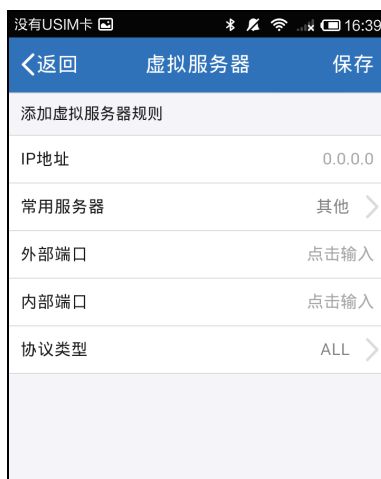 没有USIM卡 16:39
返回 虚拟服务器 保存
添加虚拟服务器规则
IP地址 0.0.0.0
常用服务器 其他
外部端口 点击输入
内部端口 点击输入
协议类型 ALL